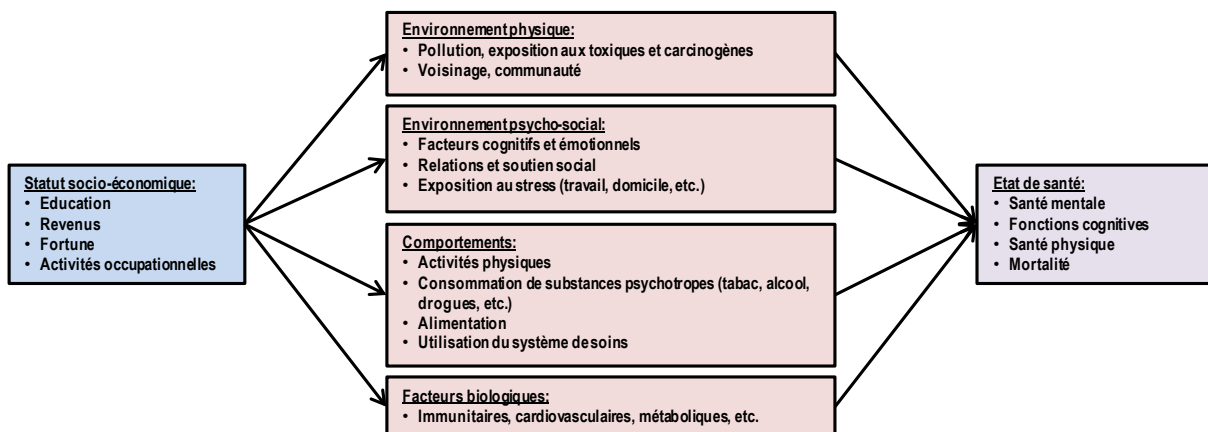 Environnement physique:
• Pollution, exposition aux toxiques et carcinogènes
• Voisinage, communauté
Environnement psycho-social:
• Facteurs cognitifs et émotionnels
• Relations et soutien social
• Exposition au stress (travail, domicile, etc.)
Statut socio-économique:
• Education
• Revenus
• Fortune
• Activités occupationnelles
Etat de santé:
• Santé mentale
• Fonctions cognitives
• Santé physique
• Mortalité
Comportements:
• Activités physiques
• Consommation de substances psychotropes (tabac, alcool,
drogues, etc.)
• Alimentation
• Utilisation du système de soins
Facteurs biologiques:
• Immunitaires, cardiovasculaires, métaboliques, etc.